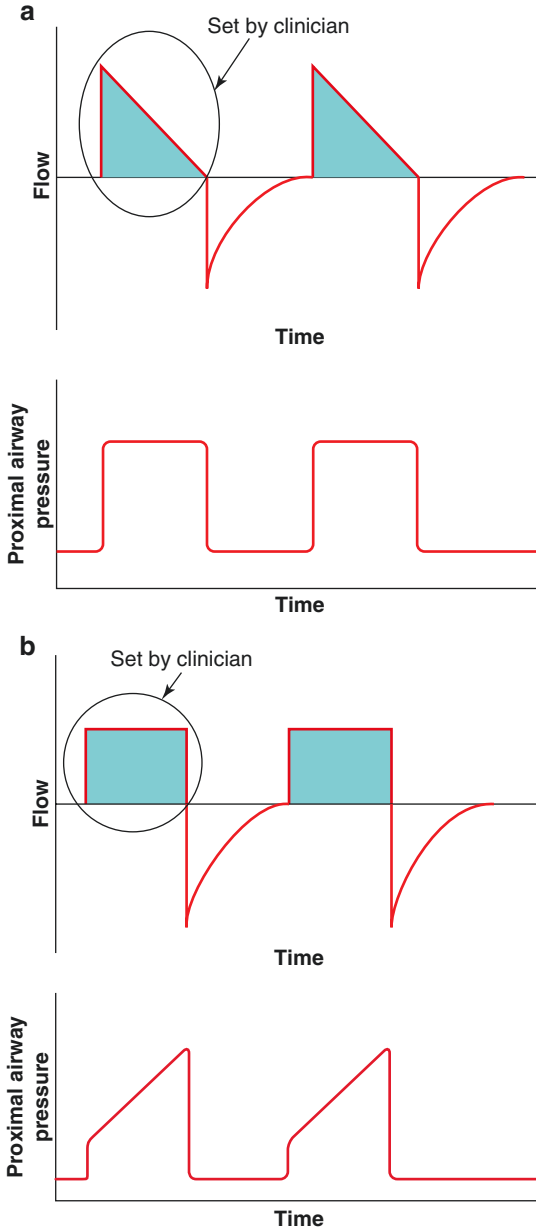 a
Set by clinician
Flow
Time
Proximal airway
pressure
Time
b
Set by clinician
Flow
Time
Proximal airway
pressure
Time